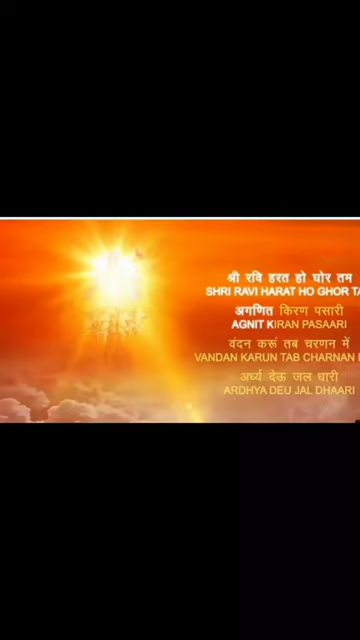 श्री रवि हरत हो घोर तम
SHRI RAVI HARAT HO GHOR
अगणित किरण पसारी
AGNIT KIRAN PASAARI
वंदन करूं तब चरणन में
VANDAN KARUN TAB CHARNAN
अर्घ्य देऊ जल धारी
ARDHYA DEU JAL DHAARI